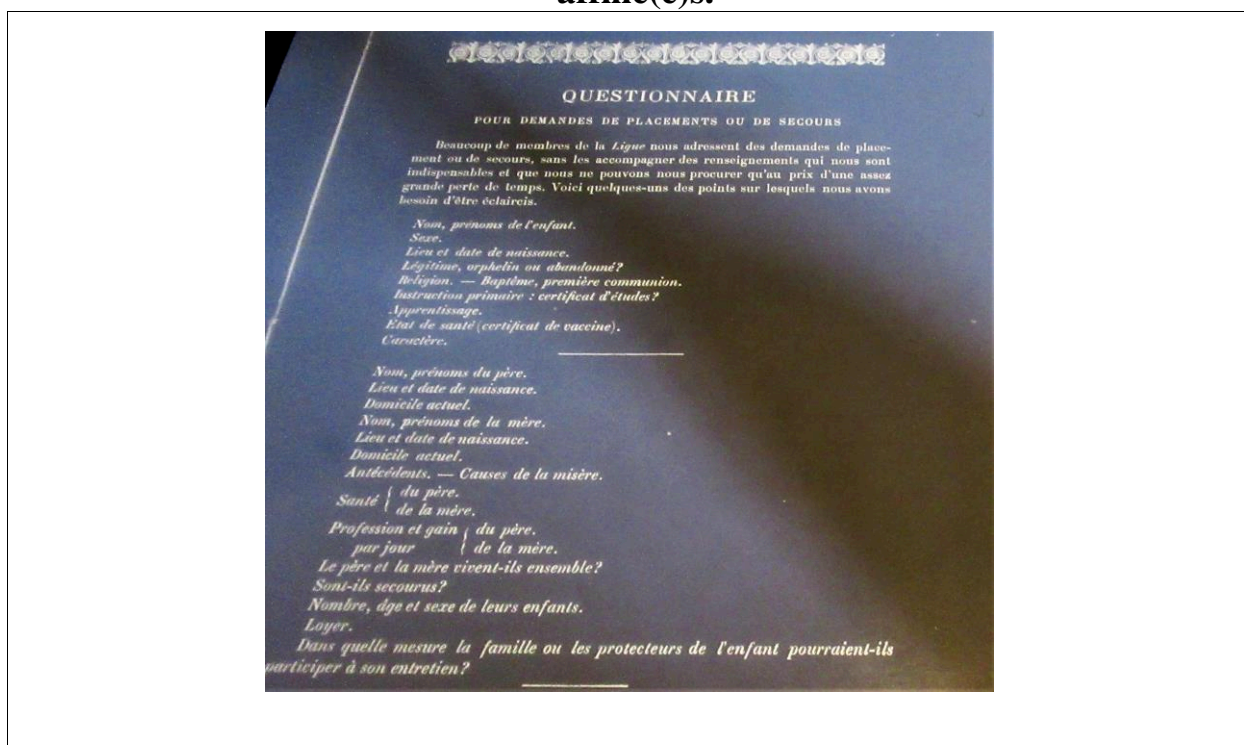 affine(e)s.
QUESTIONNAIRE
POUR DEMANDES DE PLACEMENTS OU DE SECOURS
Beaucoup de membres de la Ligue nous adressent des demandes de place-
ment ou de secours, sans les accompagner des renseignements qui nous sont
indispensables et que nous ne pouvons nous procurer qu'au prix d'une assez
grande perte de temps. Voici quelques-uns des points sur lesquels nous avons
besoin d'être éclaircis.
Nom, prénoms de l'enfant.
Sexe.
Lieu et date de naissance.
Légitime, orphelin ou abandonné?
Religion. — Baptême, première communion.
Instruction primaire : certificat d'études?
Apprentissage.
Etat de santé (certificat de vaccine).
Caractère.
Nom, prénoms du père.
Lieu et date de naissance.
Domicile actuel.
Nom, prénoms de la mère.
Lieu et date de naissance.
Domicile actuel.
Antécédents. — Causes de la misère.
Santé { du père.
de la mère.
Profession et gain { du père.
par jour { de la mère.
Le père et la mère vivent-ils ensemble?
Sont-ils secourus?
Nombre, âge et sexe de leurs enfants.
Loyer.
Dans quelle mesure la famille ou les protecteurs de l'enfant pourraient-ils
participer à son entretien?